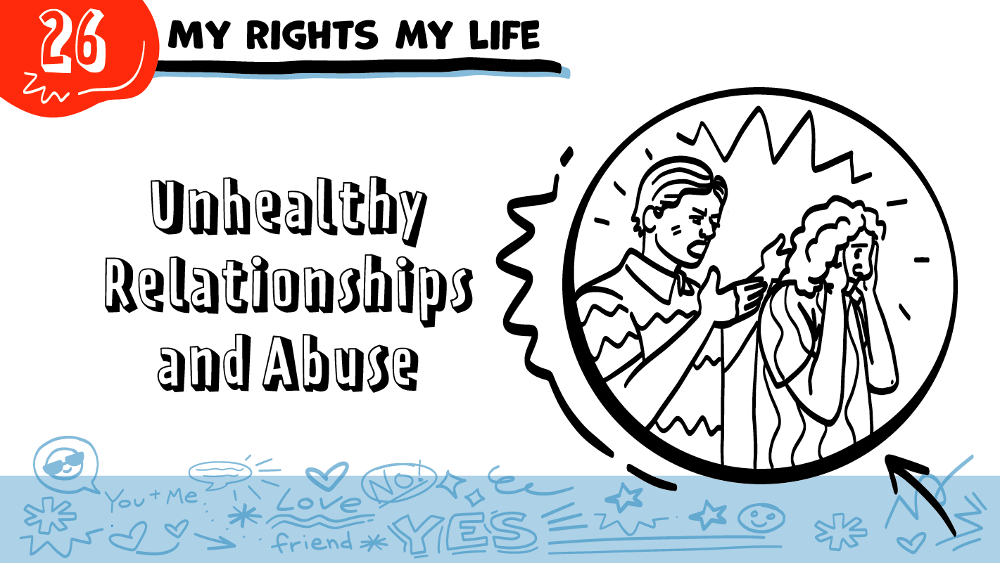 26
MY RIGHTS MY LIFE
Unhealthy
Relationships
and Abuse
You + Me
Love
friend
NO!
YES
NO